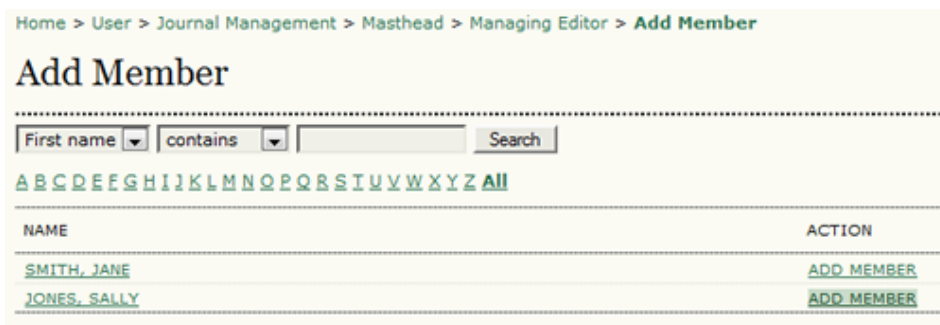 Home > User > Journal Management > Masthead > Managing Editor > Add Member
Add Member
First name contains Search
A B C D E F G H I J K L M N O P Q R S T U V W X Y Z All
NAME ACTION
SMITH, JANE ADD MEMBER
JONES, SALLY ADD MEMBER